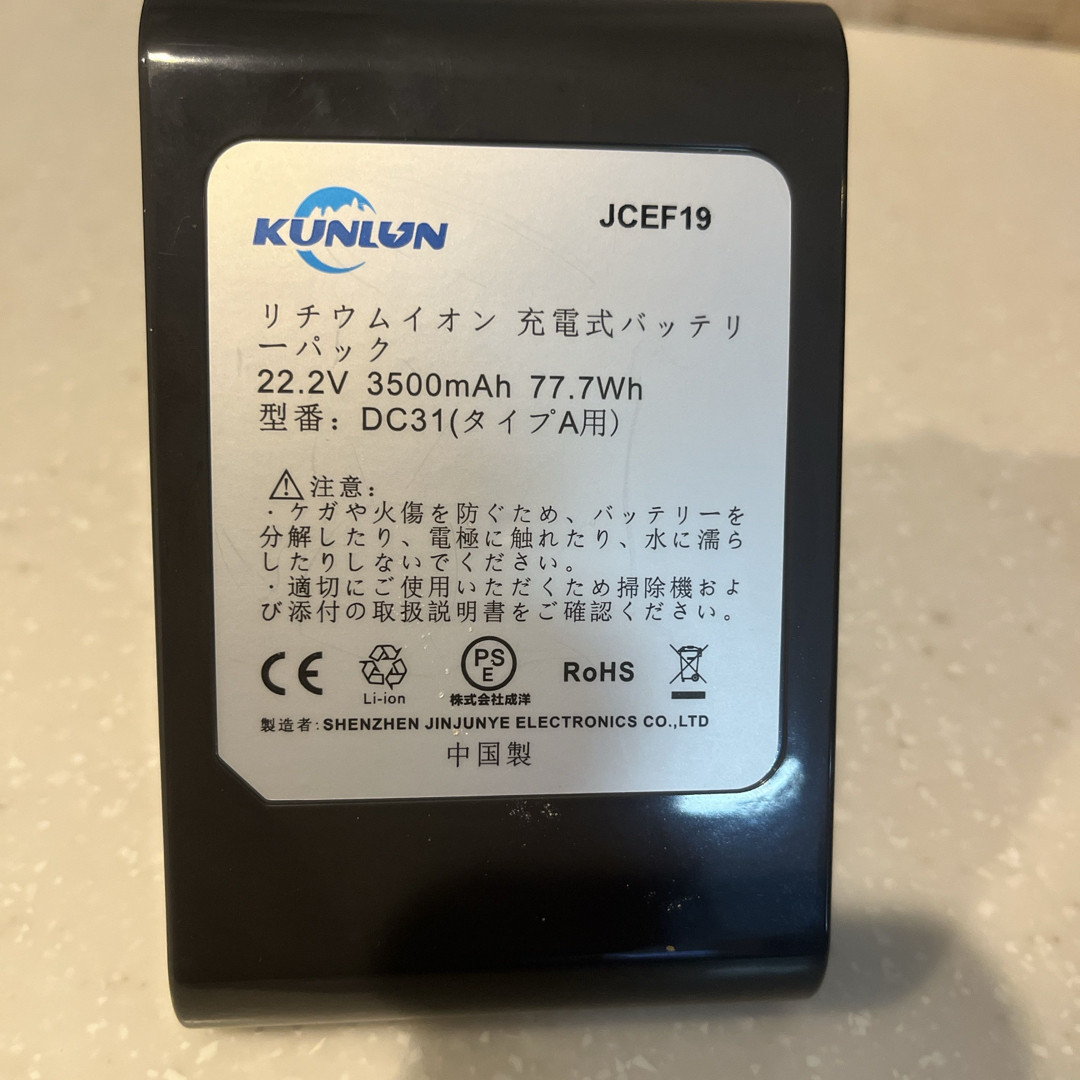 KUNLUN
JCEF19
リチウムイオン 充電式バッテリ
ーパック
22.2V 3500mAh 77.7Wh
型番：DC31(タイプA用)
注意：
・ケガや火傷を防ぐため、バッテリーを
分解したり、電極に触れたり、水に濡ら
したりしないでください。
・適切にご使用いただくため掃除機およ
び添付の取扱説明書をご確認ください。
CE
Li-ion
PS
E
株式会社成洋
RoHS
製造者:SHENZHEN JINJUNYE ELECTRONICS CO.,LTD
中国製